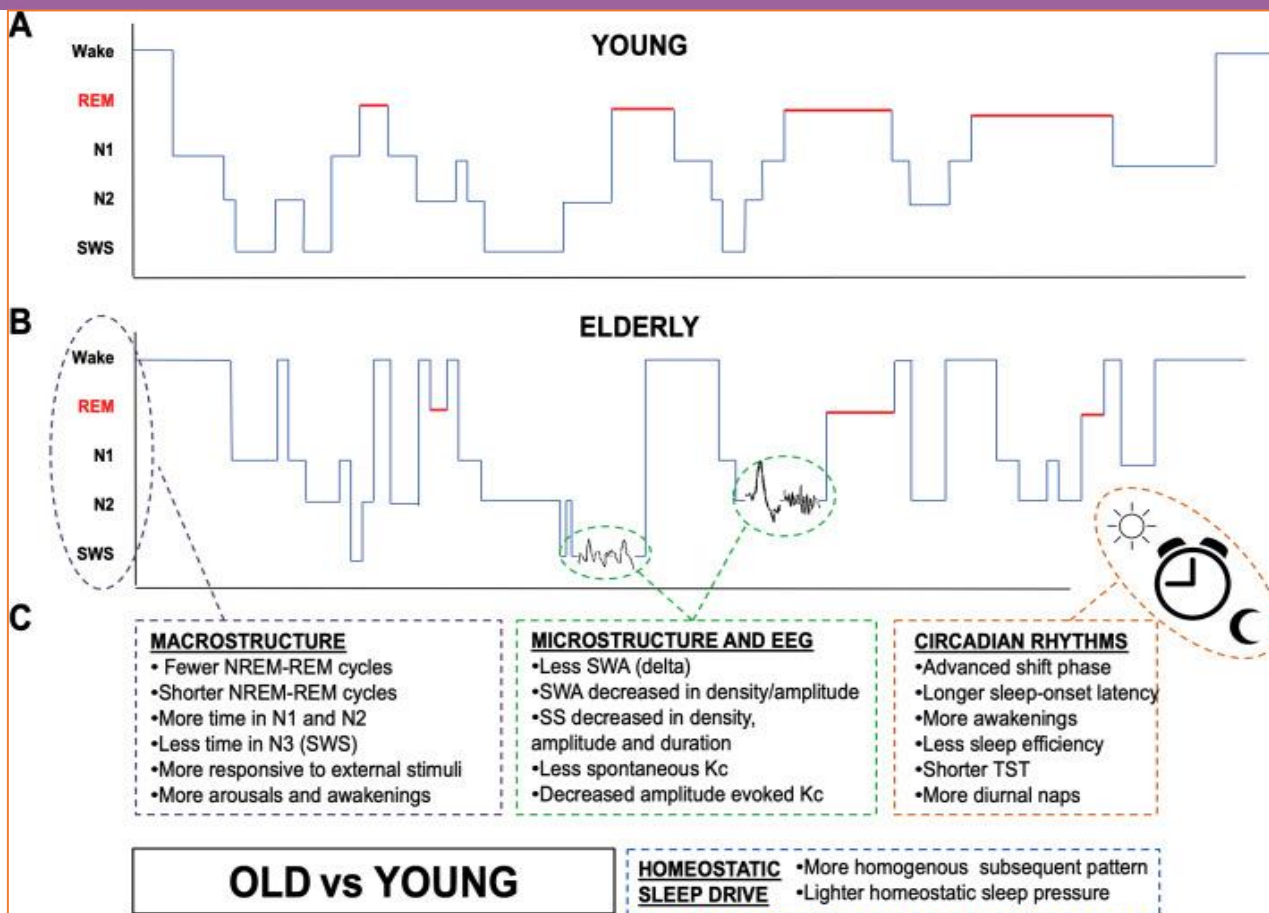 A
YOUNG
Wake
REM
N1
N2
SWS
B
ELDERLY
Wake
REM
N1
N2
SWS
C
MACROSTRUCTURE
• Fewer NREM-REM cycles
•Shorter NREM-REM cycles
•More time in N1 and N2
•Less time in N3 (SWS)
•More responsive to external stimuli
•More arousals and awakenings
MICROSTRUCTURE AND EEG
•Less SWA (delta)
•SWA decreased in density/amplitude
•SS decreased in density,
amplitude and duration
•Less spontaneous Kc
•Decreased amplitude evoked Kc
CIRCADIAN RHYTHMS
•Advanced shift phase
•Longer sleep-onset latency
•More awakenings
•Less sleep efficiency
•Shorter TST
•More diurnal naps
OLD vs YOUNG
HOMEOSTATIC
SLEEP DRIVE
•More homogenous subsequent pattern
•Lighter homeostatic sleep pressure